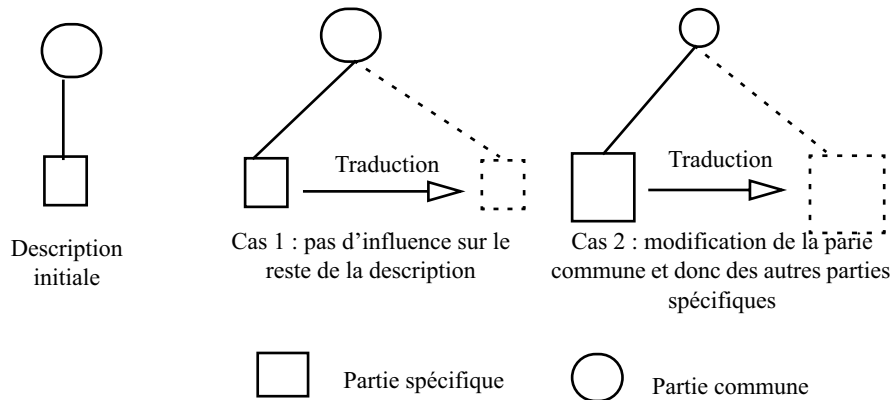 Traduction
Traduction
Description
initiale
Cas 1 : pas d’influence sur le
reste de la description
Cas 2 : modification de la parie
commune et donc des autres parties
spécifiques
Partie spécifique
Partie commune